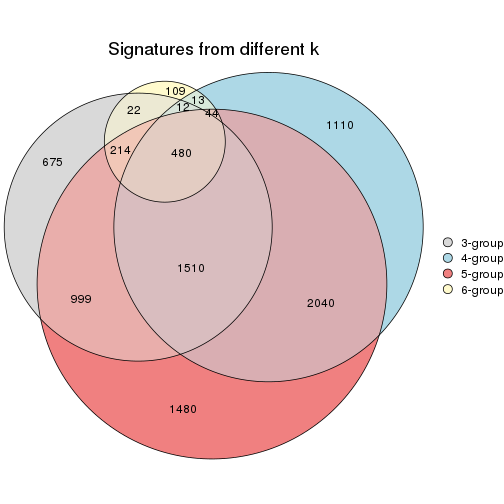 Signatures from different k
109
13
22
12
44
1110
214
480
675
3-group
4-group
1510
5-group
6-group
999
2040
1480